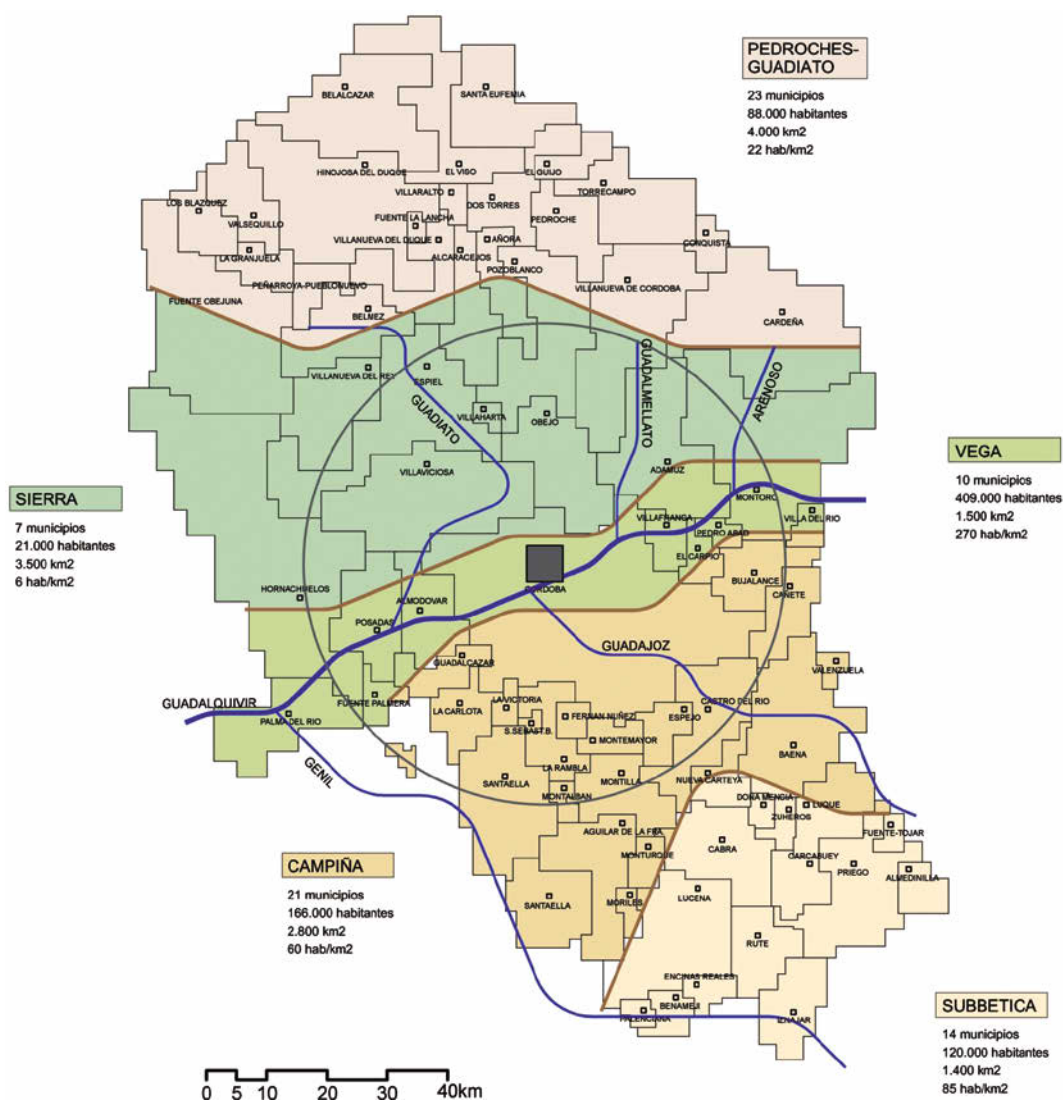 PEDROCHES-
GUADIATO
23 municipios
88.000 habitantes
4.000 km2
22 hab/km2
BELALCAZAR
SANTA EUFEMIA
HINOJOSA DEL DUQUE
EL VISO
EL GUIJO
TORRECAMPO
VILLARALTO
DOS TORRES
LOS BLAZQUEZ
VALSEQUILLO
FUENTE LA LANCHA
PEDROCHE
CONQUISTA
LA GRANJUELA
VILLANUEVA DEL DUQUE
AÑORA
ALCARACEJOS
POZOBLANCO
PEÑARROYA-PUEBLONUEVO
VILLANUEVA DE CORDOBA
FUENTE OBEJUNA
BELMEZ
CARDEÑA
VILLANUEVA DEL REY
ESPIEL
GUADIATO
GUADALMELLATO
ARENOSO
VILLAHARTA
OBEJO
VILLAVICIOSA
ADAMUZ
VEGA
10 municipios
409.000 habitantes
1.500 km2
270 hab/km2
SIERRA
7 municipios
21.000 habitantes
3.500 km2
6 hab/km2
MONTORO
VILLA DEL RIO
VILLAFRANCA
PEDRO ABAD
EL CARPIO
BUJALANCE
CAÑETE
CORDOBA
HORNACHUELOS
ALMODOVAR
POSADAS
GUADALCAZAR
GUADAJOZ
VALENZUELA
GUADALQUIVIR
FUENTE PALMERA
PALMA DEL RIO
LA CARLOTA
LA VICTORIA
S.SEBAST.B.
FERNAN NUÑEZ
ESPEJO
CASTRO DEL RIO
MONTEMAYOR
BAENA
GENIL
LA RAMBLA
SANTAELLA
MONTILLA
NUEVA CARTEYA
MONTALBAN
DOÑA MENCIA
ZUHEROS
LUQUE
FUENTE-TOJAR
AGUILAR DE LA FRA.
MONTURQUE
CABRA
CARCABUEY
PRIEGO
ALMEDINILLA
CAMPIÑA
21 municipios
166.000 habitantes
2.800 km2
60 hab/km2
SANTAELLA
MORILES
LUCENA
RUTE
ENCINAS REALES
BENAMEJI
PALENCIANA
IZNAJAR
SUBBETICA
14 municipios
120.000 habitantes
1.400 km2
85 hab/km2
0 5 10 20 30 40km